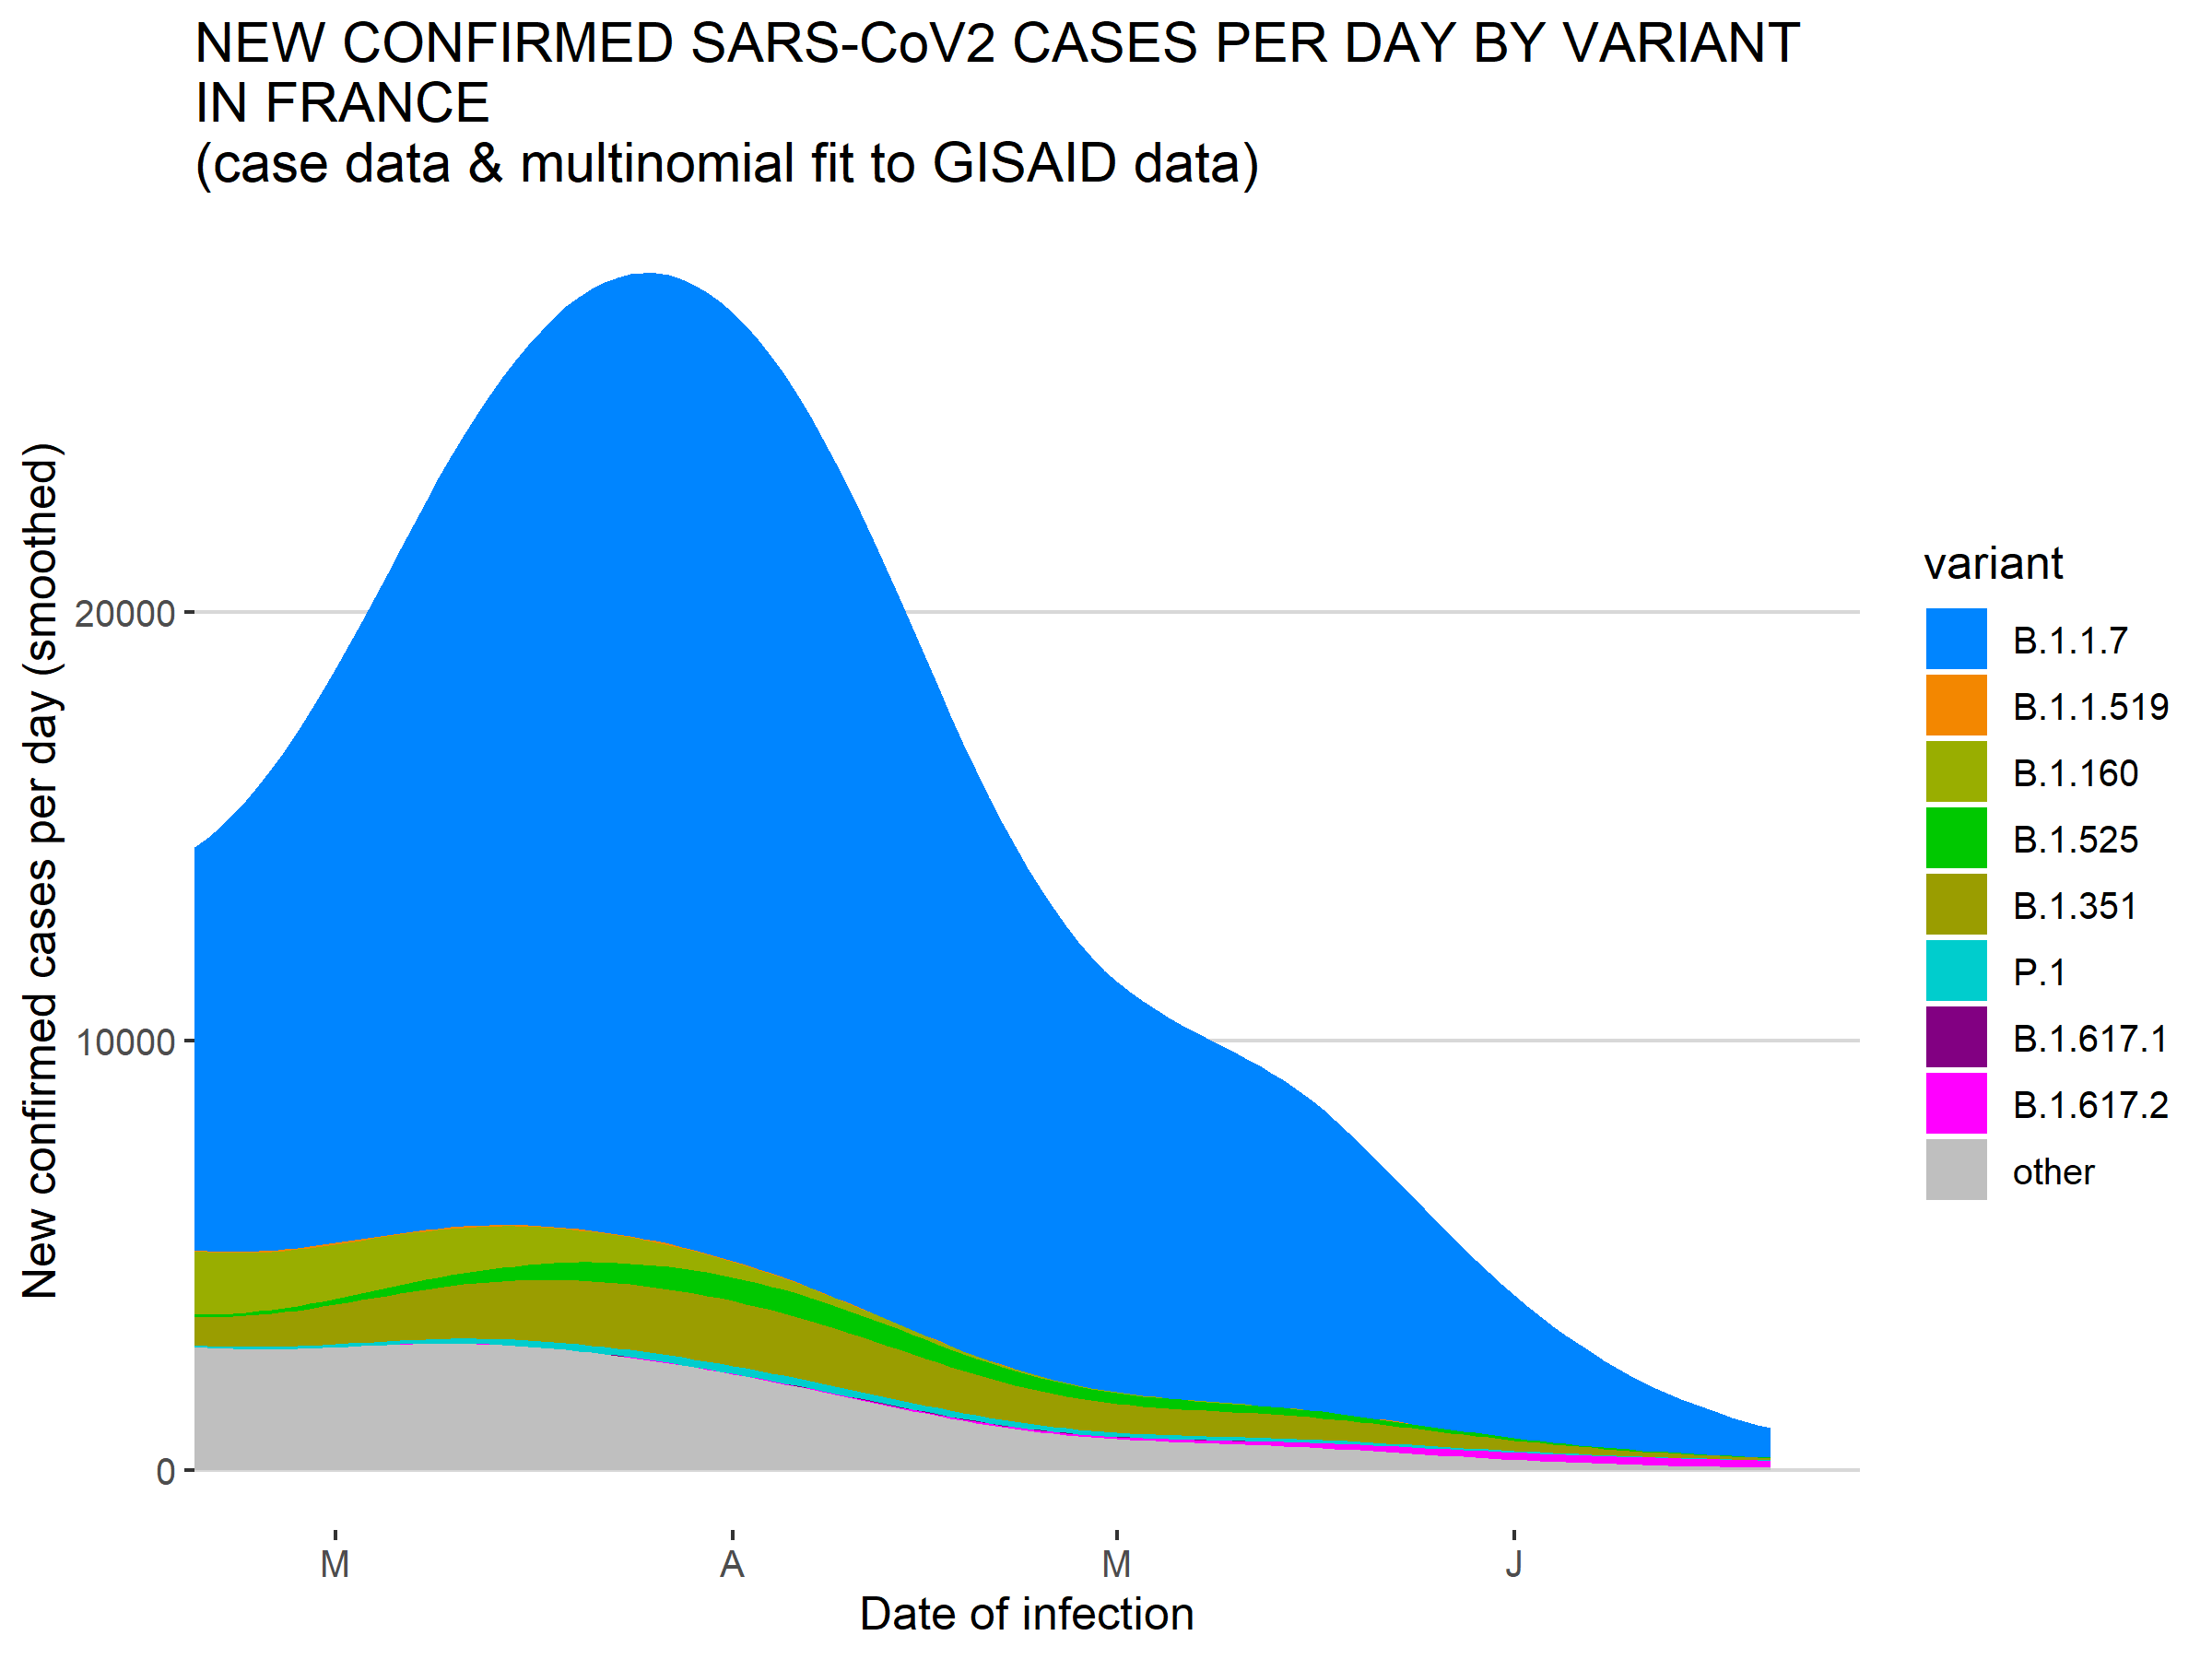 NEW CONFIRMED SARS-CoV2 CASES PER DAY BY VARIANT
IN FRANCE
(case data & multinomial fit to GISAID data)
New confirmed cases per day (smoothed)
20000
10000
0
M
A
M
J
Date of infection
variant
B.1.1.7
B.1.1.519
B.1.160
B.1.525
B.1.351
P.1
B.1.617.1
B.1.617.2
other